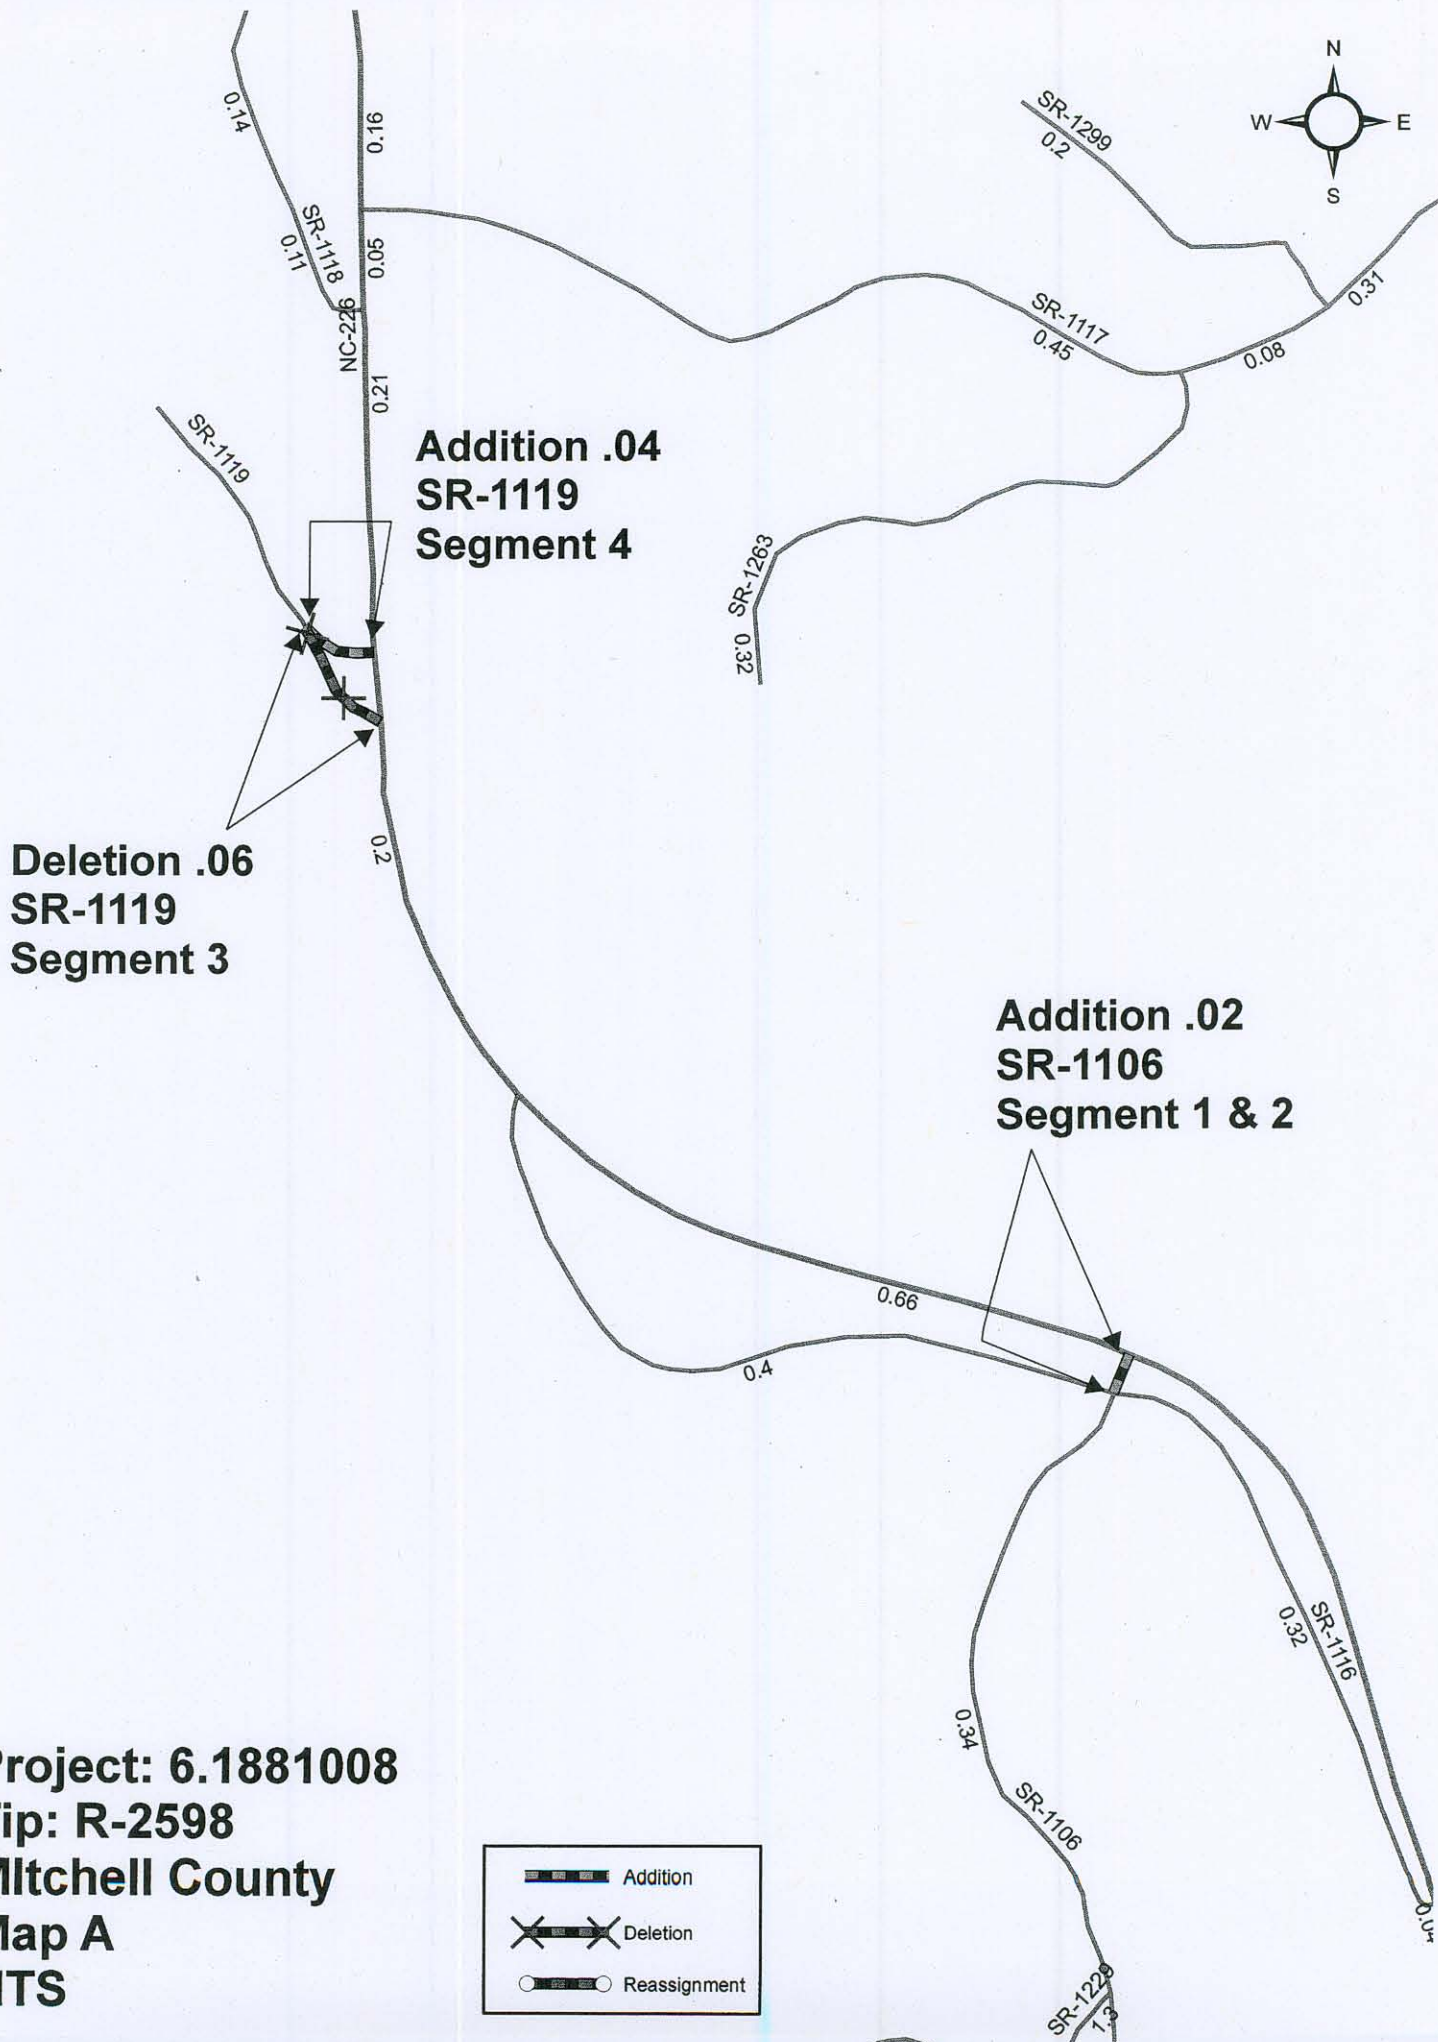 N
W E
S
0.14
0.16
SR-1299
0.2
SR-1118
0.11
0.05
NC-226
0.21
SR-1117
0.45
0.08
0.31
SR-1119
Addition .04
SR-1119
Segment 4
SR-1263
0.32
0.2
Deletion .06
SR-1119
Segment 3
Addition .02
SR-1106
Segment 1 & 2
0.66
0.4
SR-1116
0.32
0.34
SR-1106
roject: 6.1881008
ip: R-2598
Itchell County
ap A
TS
Addition
Deletion
Reassignment
SR-1229
1.3